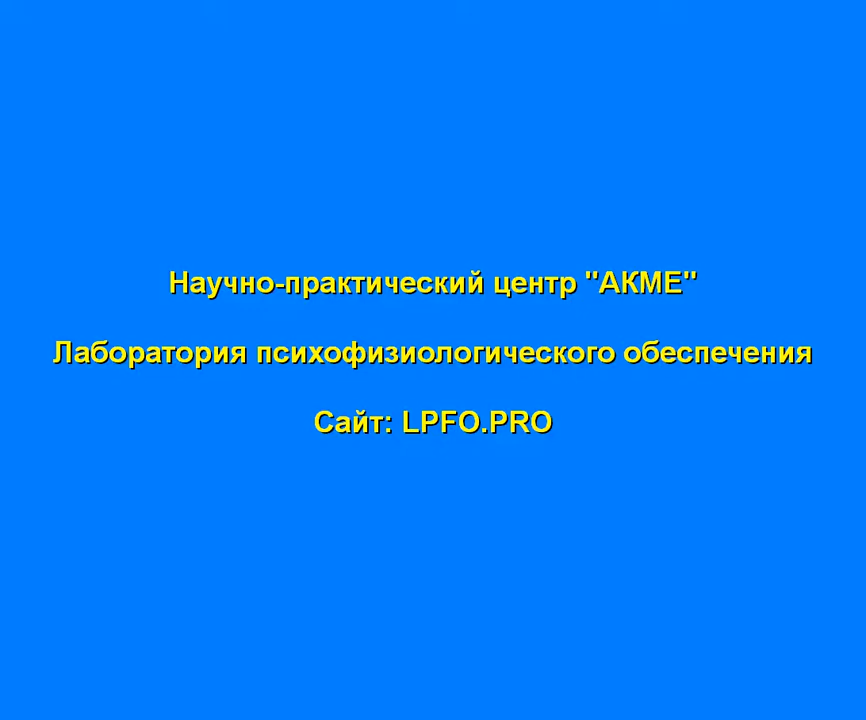 Научно-практический центр "АКМЕ"
Лаборатория психофизиологического обеспечения
Сайт: LPFO.PRO